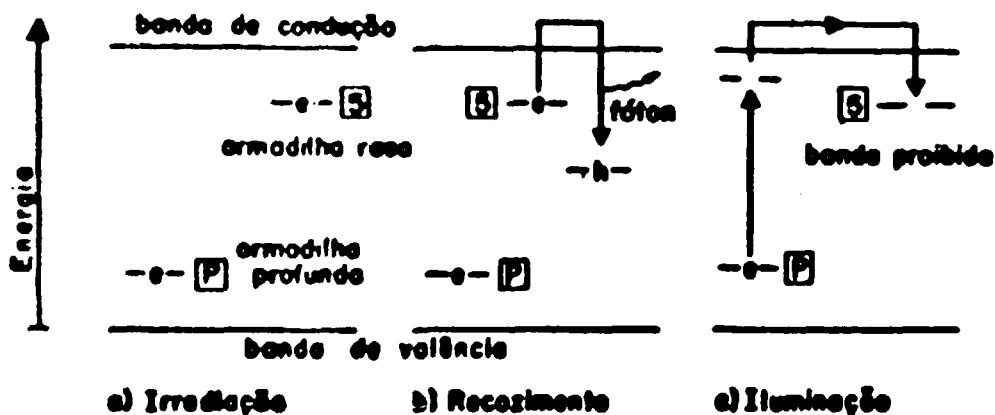 Energia
banda de condução
-e- S
armadilha rasa
armadilha
profunda
-e- P
S -e-
fóton
-h-
-e- P
S
banda proibida
-e- P
banda de valência
a) Irradiação
b) Recozimento
c) Iluminação